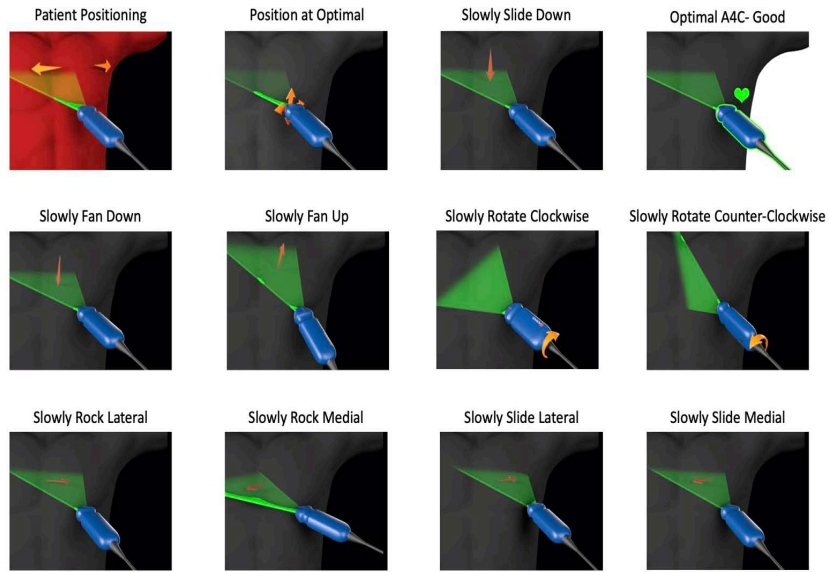 Patient Positioning
Position at Optimal
Slowly Slide Down
Optimal A4C- Good
Slowly Fan Down
Slowly Fan Up
Slowly Rotate Clockwise
Slowly Rotate Counter-Clockwise
Slowly Rock Lateral
Slowly Rock Medial
Slowly Slide Lateral
Slowly Slide Medial